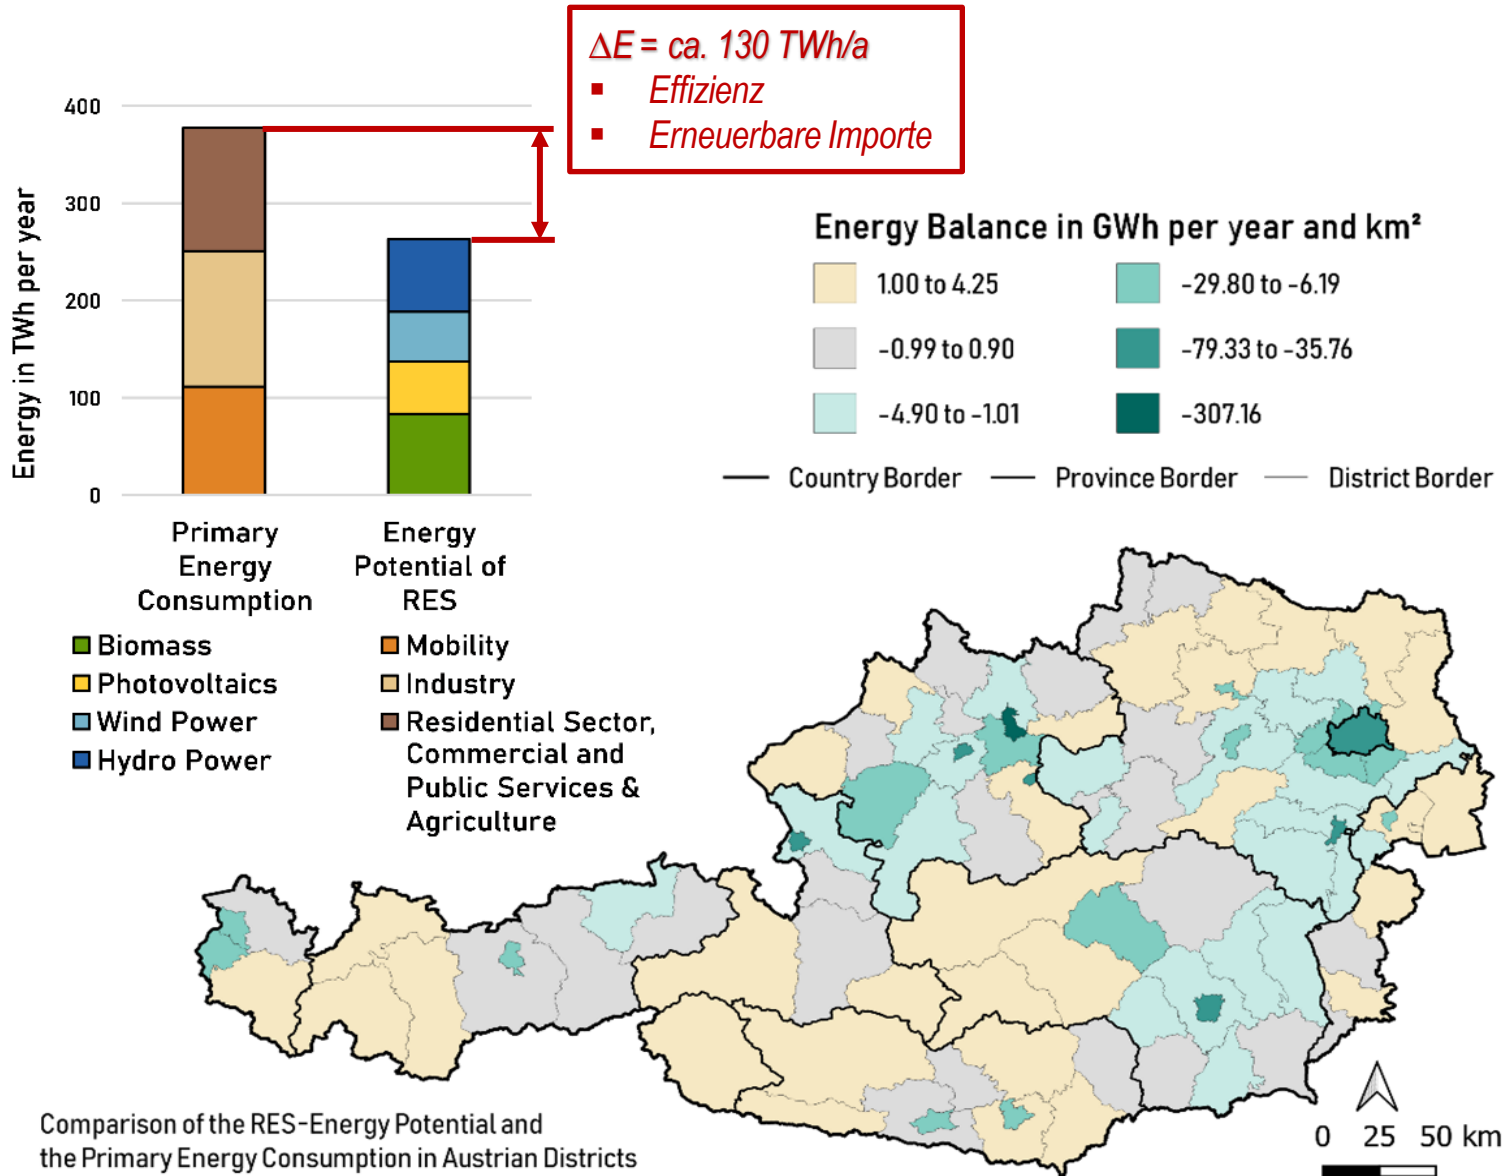 ΔE = ca. 130 TWh/a
▪ Effizienz
▪ Erneuerbare Importe
Energy in TWh per year
400
300
200
100
0
Primary
Energy
Consumption
Energy
Potential of
RES
Biomass
Photovoltaics
Wind Power
Hydro Power
Mobility
Industry
Residential Sector,
Commercial and
Public Services &
Agriculture
Energy Balance in GWh per year and km²
1.00 to 4.25
-0.99 to 0.90
-4.90 to -1.01
-29.80 to -6.19
-79.33 to -35.76
-307.16
Country Border
Province Border
District Border
Comparison of the RES-Energy Potential and
the Primary Energy Consumption in Austrian Districts
0 25 50 km